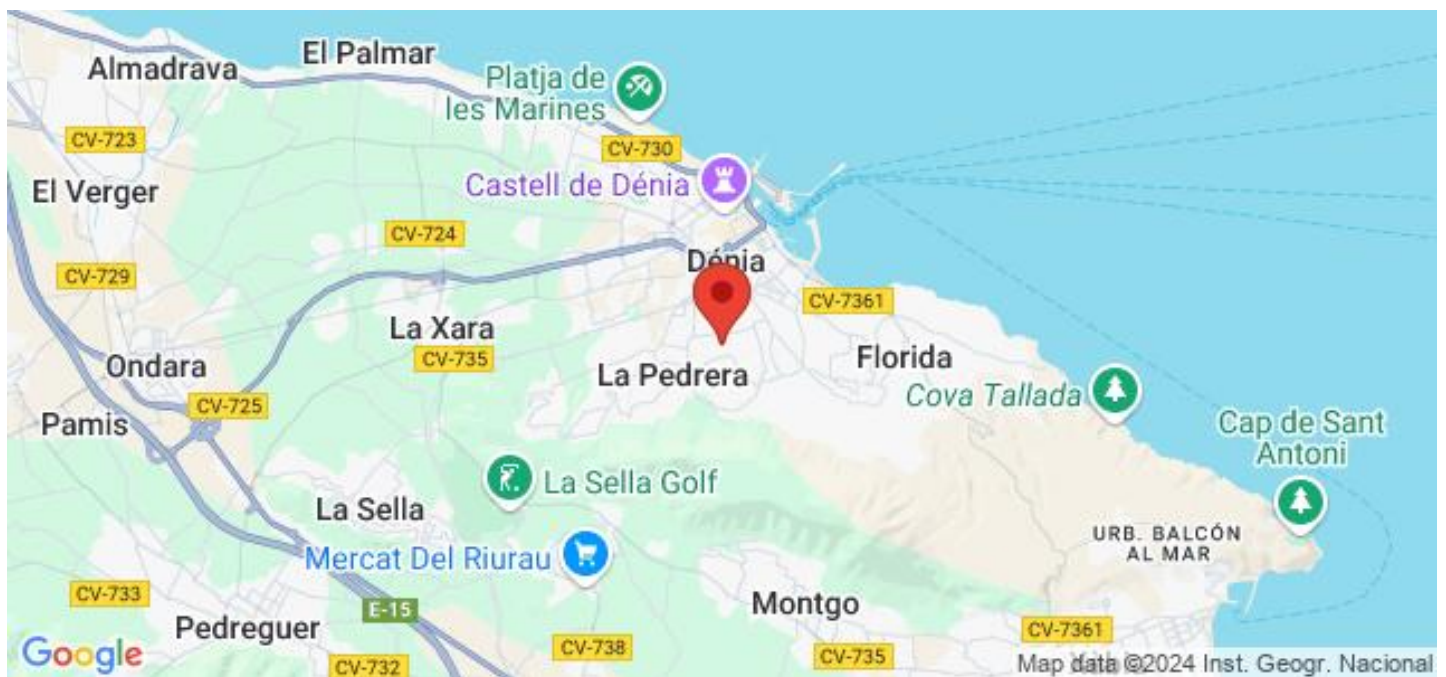 El Palmar
Almadrava
Platja de
les Marines
CV-723
CV-730
El Verger
Castell de Dénia
CV-724
Dénia
CV-729
CV-7361
La Xara
CV-735
Ondara
La Pedrera
Florida
Cova Tallada
CV-725
Pamis
Cap de Sant
Antoni
La Sella Golf
La Sella
URB. BALCÓN
AL MAR
Mercat Del Riurau
CV-733
E-15
Montgo
Pedreguer
CV-7361
Google
CV-732
CV-738
CV-735
Map data ©2024 Inst. Geogr. Nacional